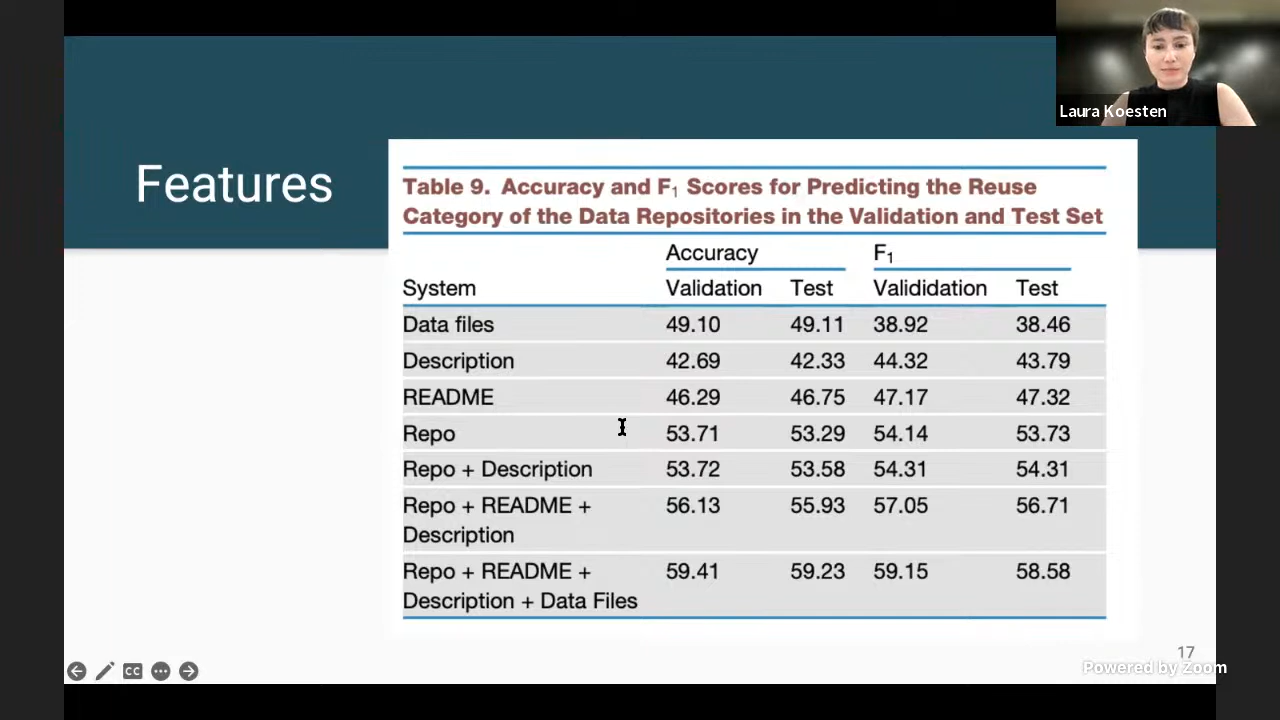 Laura Koesten
Features
Table 9. Accuracy and F₁ Scores for Predicting the Reuse
Category of the Data Repositories in the Validation and Test Set
Accuracy F₁
System Validation Test Valididation Test
Data files 49.10 49.11 38.92 38.46
Description 42.69 42.33 44.32 43.79
README 46.29 46.75 47.17 47.32
Repo 53.71 53.29 54.14 53.73
Repo + Description 53.72 53.58 54.31 54.31
Repo + README + 56.13 55.93 57.05 56.71
Description
Repo + README + 59.41 59.23 59.15 58.58
Description + Data Files
17
Powered by Zoom
CC